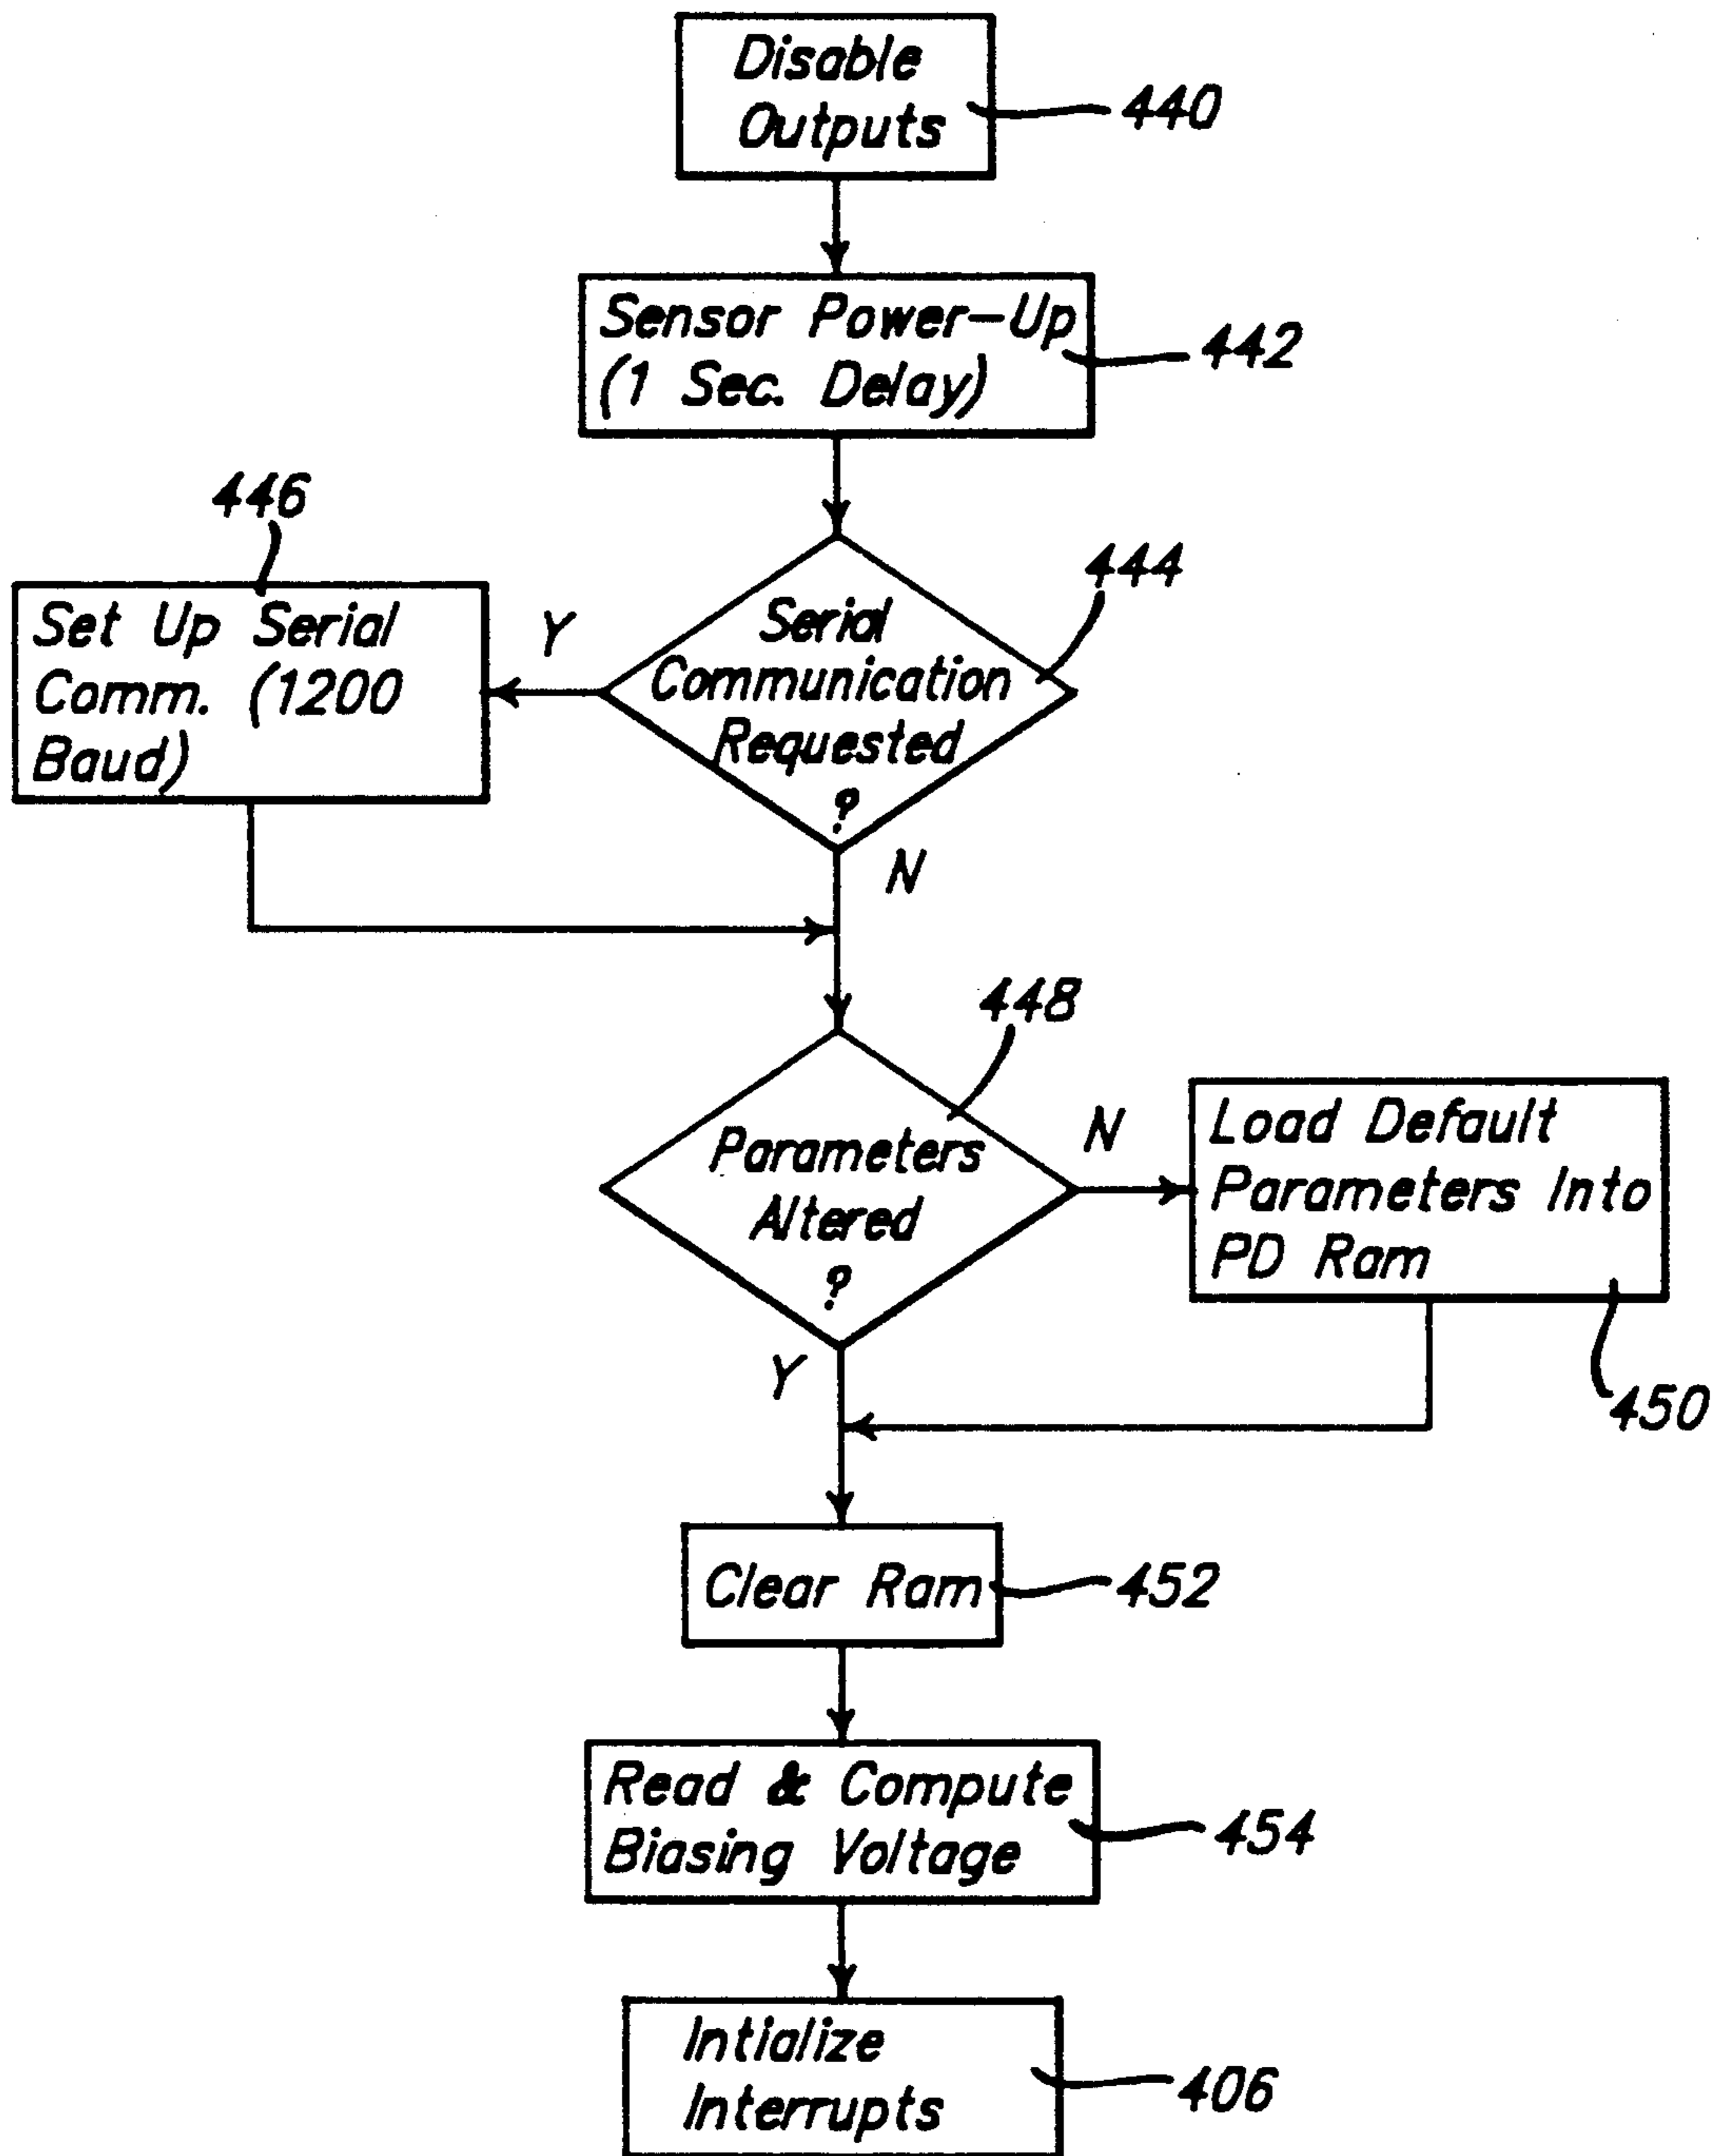 Disable
Outputs
440
Sensor Power-Up
(1 Sec. Delay)
442
446
444
Set Up Serial
Comm. (1200
Baud)
Y
Serial
Communication
Requested
?
N
448
Parameters
Altered
?
N
Load Default
Parameters Into
PD Ram
Y
450
Clear Ram
452
Read & Compute
Biasing Voltage
454
Intialize
Interrupts
406